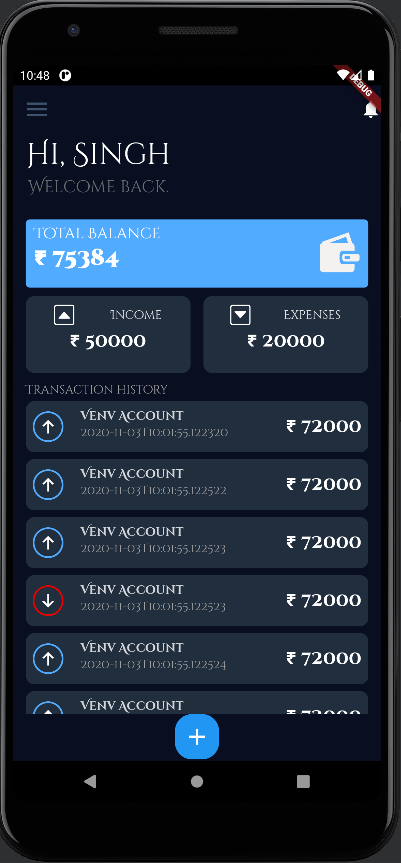 10:48
DEBUG
Hi, Singh
Welcome back.
Total Balance
₹ 75384
Income
₹ 50000
Expenses
₹ 20000
Transaction History
Venv Account
2020-11-03T10:01:55.122320
₹ 72000
Venv Account
2020-11-03T10:01:55.122522
₹ 72000
Venv Account
2020-11-03T10:01:55.122523
₹ 72000
Venv Account
2020-11-03T10:01:55.122523
₹ 72000
Venv Account
2020-11-03T10:01:55.122524
₹ 72000
Venv Account
₹ 72000